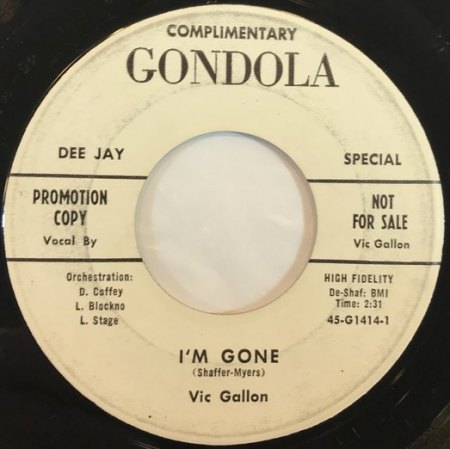 COMPLIMENTARY
GONDOLA
DEE JAY
SPECIAL
PROMOTION
COPY
Vocal By
NOT
FOR SALE
Vic Gallon
Orchestration:
D. Coffey
L. Blockno
L. Stage
HIGH FIDELITY
De-Shaf: BMI
Time: 2:31
45-G1414-1
I'M GONE
(Shaffer-Myers)
Vic Gallon